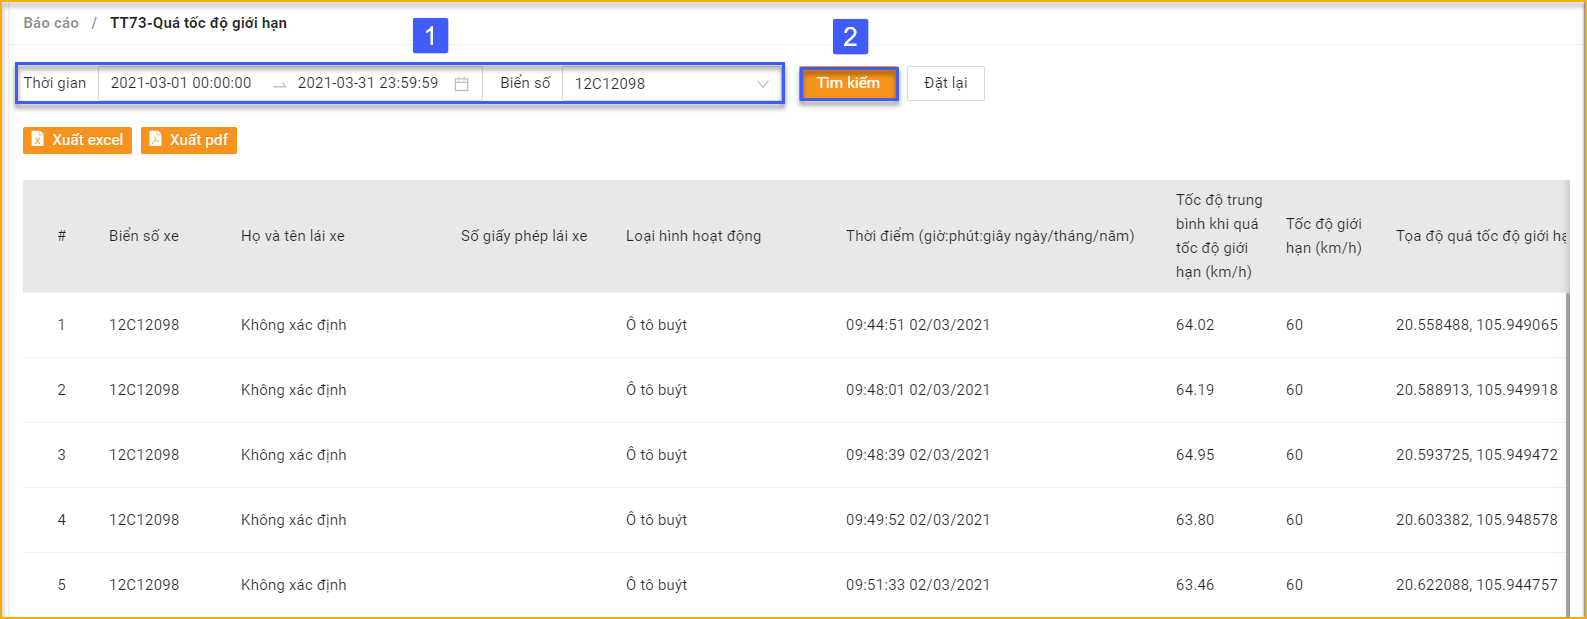 Báo cáo / TT73-Quá tốc độ giới hạn
1
2
Thời gian 2021-03-01 00:00:00 → 2021-03-31 23:59:59 Biển số 12C12098 Tìm kiếm Đặt lại
Xuất excel Xuất pdf
# Biển số xe Họ và tên lái xe Số giấy phép lái xe Loại hình hoạt động Thời điểm (giờ:phút:giây ngày/tháng/năm) Tốc độ trung bình khi quá tốc độ giới hạn (km/h) Tốc độ giới hạn (km/h) Tọa độ quá tốc độ giới hạ
1 12C12098 Không xác định Ô tô buýt 09:44:51 02/03/2021 64.02 60 20.558488, 105.949065
2 12C12098 Không xác định Ô tô buýt 09:48:01 02/03/2021 64.19 60 20.588913, 105.949918
3 12C12098 Không xác định Ô tô buýt 09:48:39 02/03/2021 64.95 60 20.593725, 105.949472
4 12C12098 Không xác định Ô tô buýt 09:49:52 02/03/2021 63.80 60 20.603382, 105.948578
5 12C12098 Không xác định Ô tô buýt 09:51:33 02/03/2021 63.46 60 20.622088, 105.944757